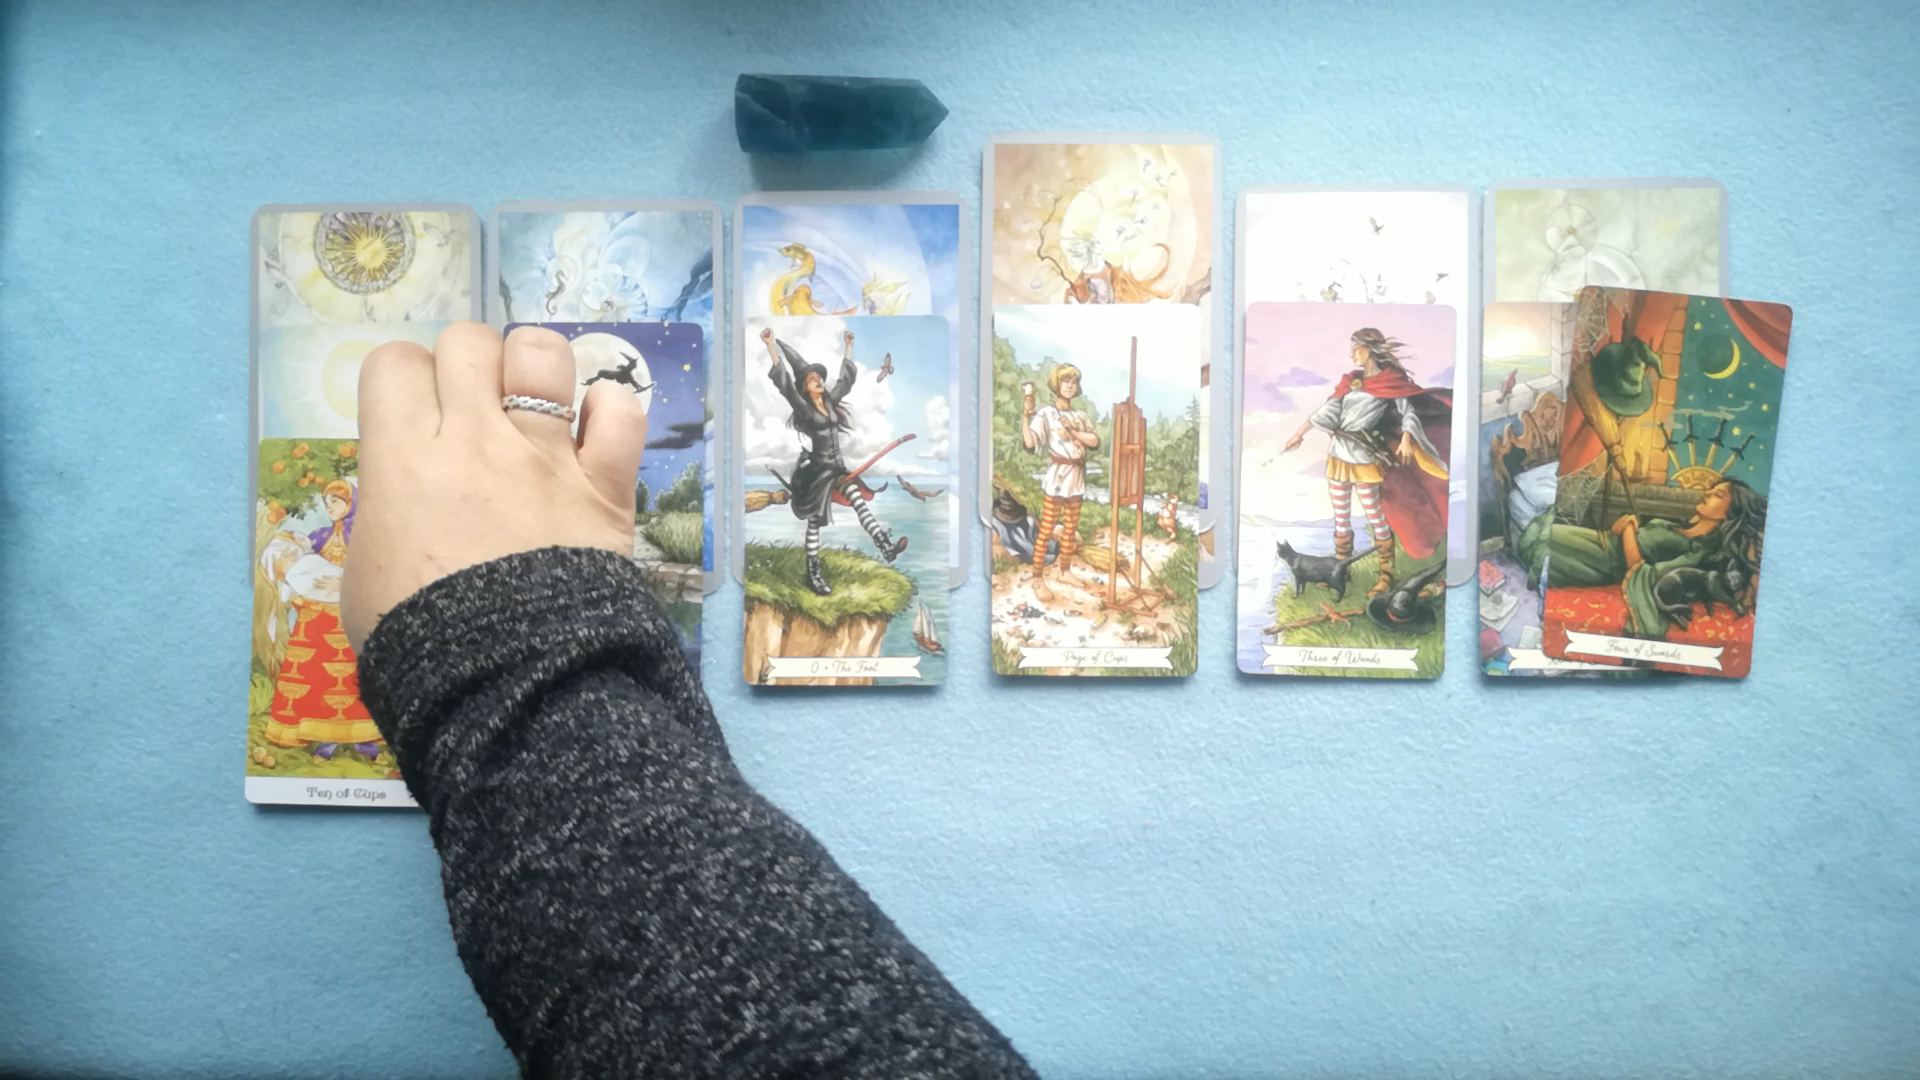 Ten of Cups
0 • The Fool
Page of Cups
Three of Wands
Four of Swords